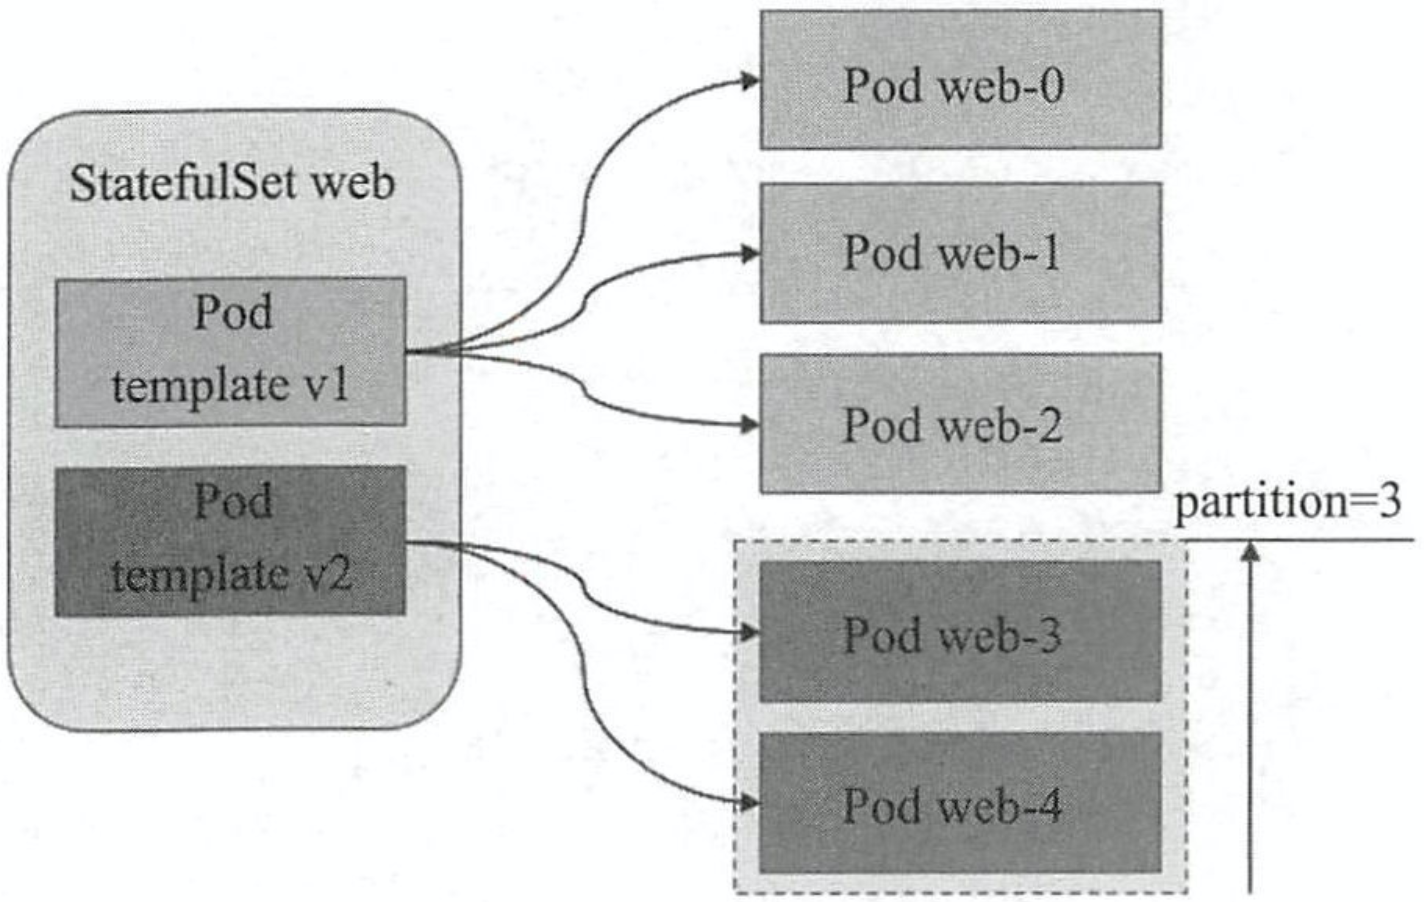 StatefulSet web
Pod
template v1
Pod
template v2
Pod web-0
Pod web-1
Pod web-2
partition=3
Pod web-3
Pod web-4